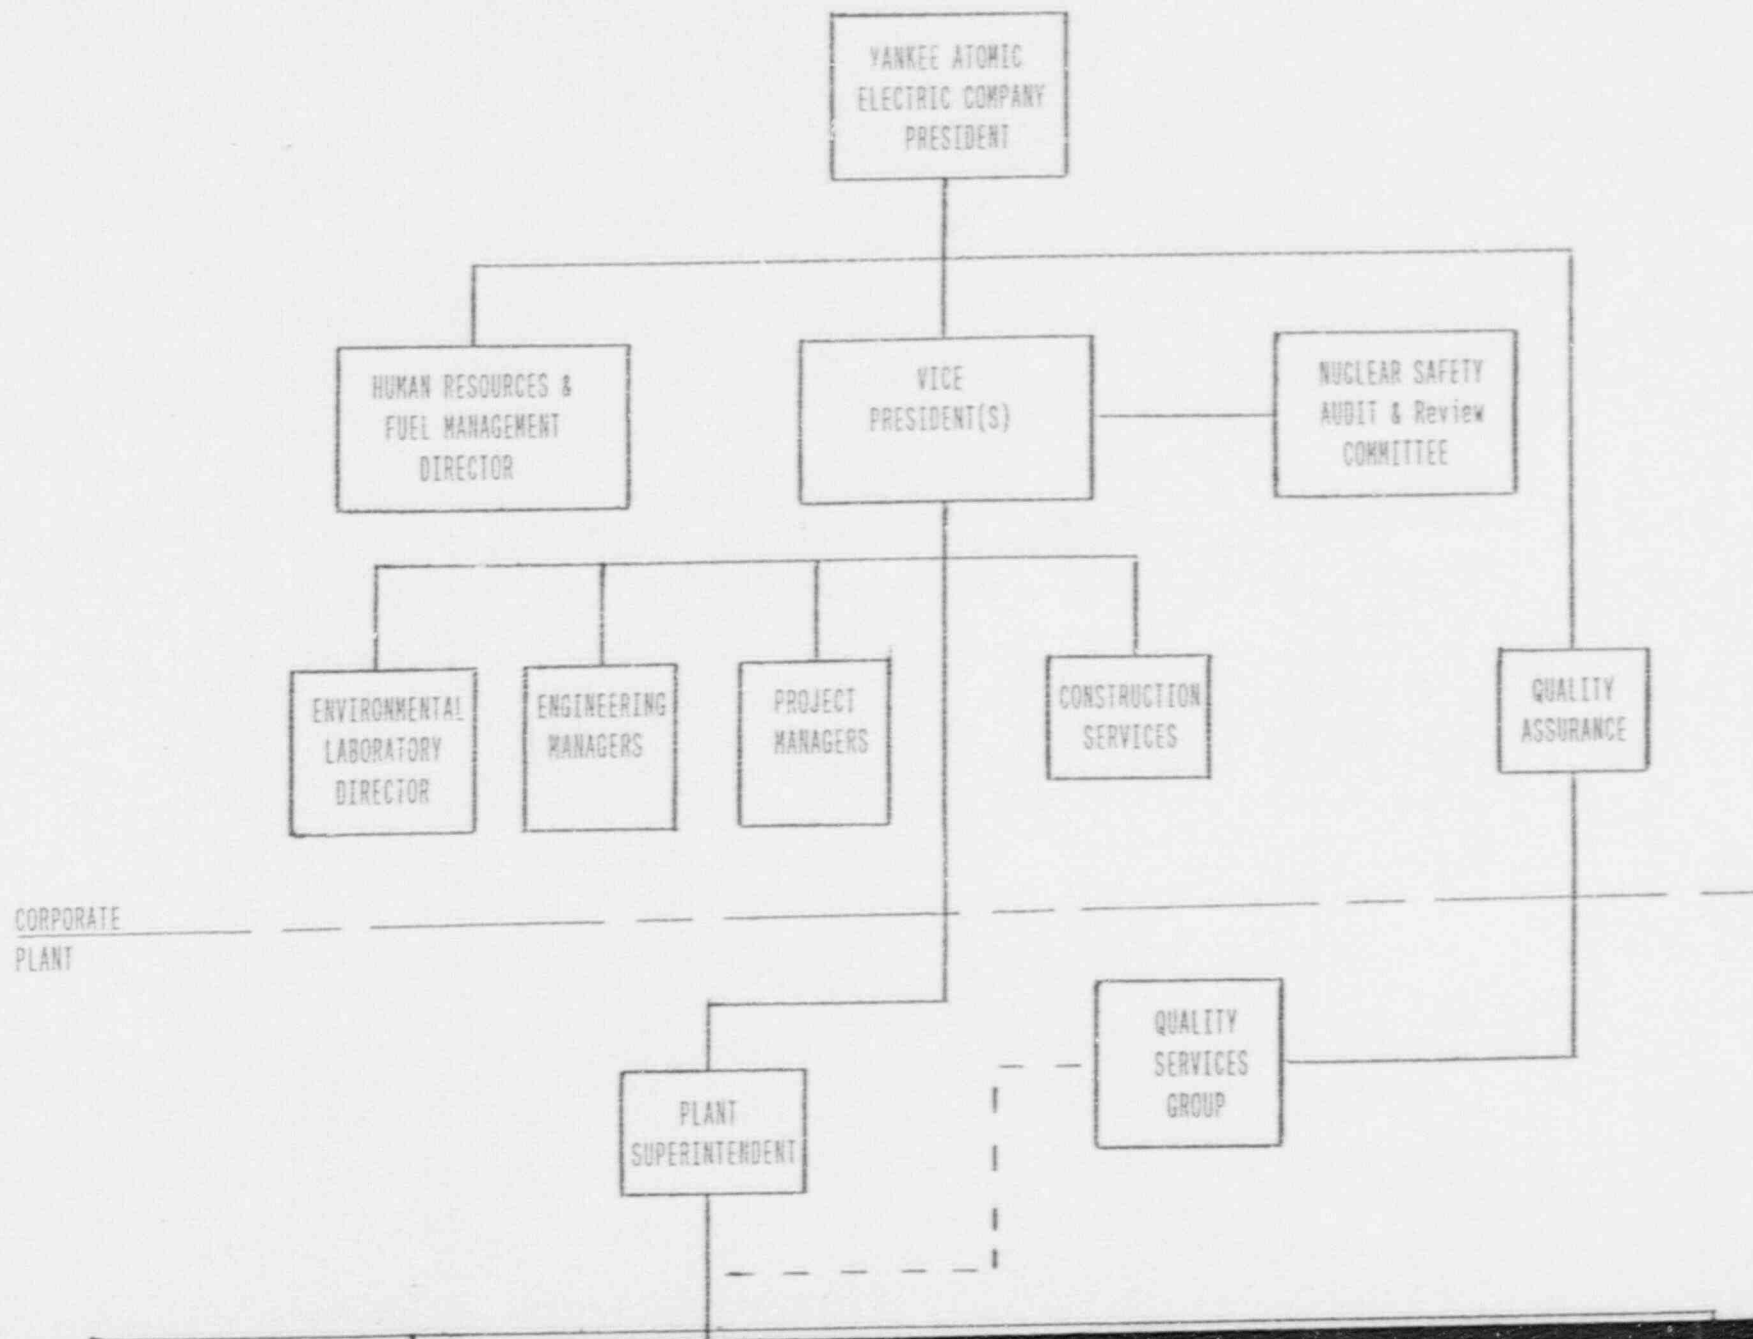 YANKEE ATOMIC
ELECTRIC COMPANY
PRESIDENT
HUMAN RESOURCES &
FUEL MANAGEMENT
DIRECTOR
VICE
PRESIDENT(S)
NUCLEAR SAFETY
AUDIT & Review
COMMITTEE
ENVIRONMENTAL
LABORATORY
DIRECTOR
ENGINEERING
MANAGERS
PROJECT
MANAGERS
CONSTRUCTION
SERVICES
QUALITY
ASSURANCE
CORPORATE
PLANT
QUALITY
SERVICES
GROUP
PLANT
SUPERINTENDENT